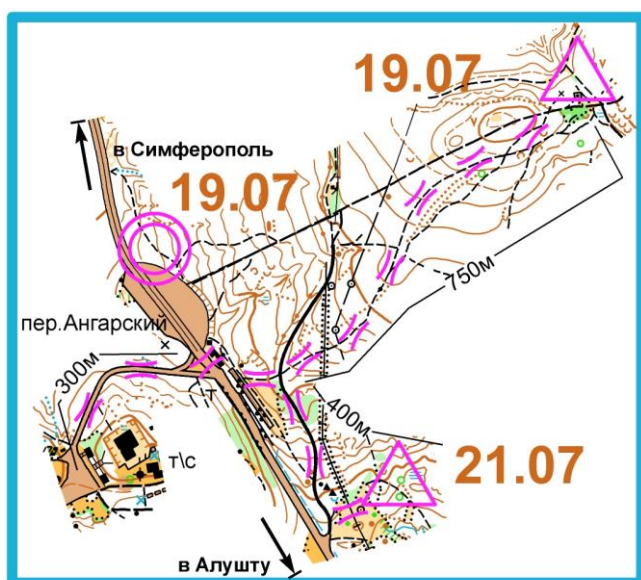 19.07
в Симферополь
19.07
750м
пер.Ангарский
300м
400м
т\с
21.07
в Алушту